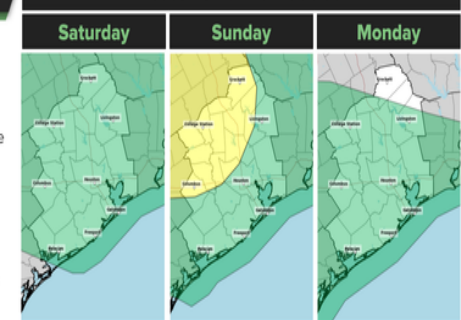 Saturday Sunday Monday
Crockett Crockett Crockett
College Station Livingston College Station Livingston College Station Livingston
Columbus Houston Columbus Houston Columbus Houston
Galveston Galveston Galveston
Freeport Freeport Freeport
Palacios Palacios Palacios